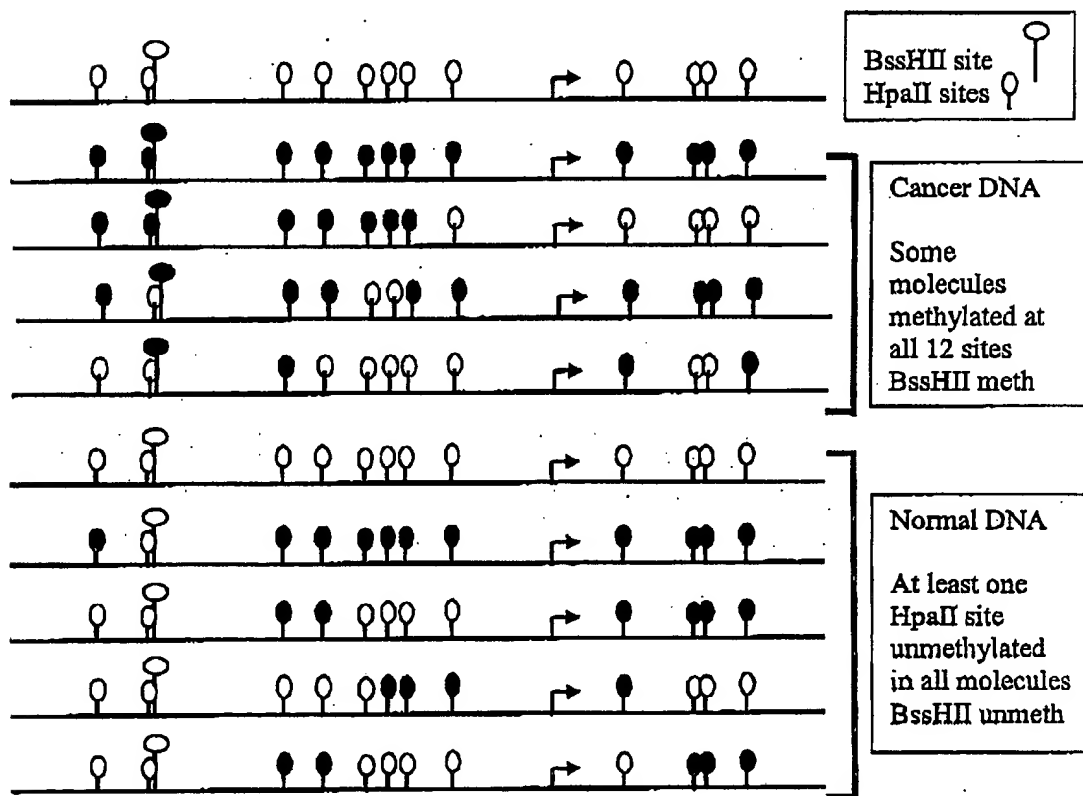 BssHII site
HpaII sites
Cancer DNA
Some
molecules
methylated at
all 12 sites
BssHII meth
Normal DNA
At least one
HpaII site
unmethylated
in all molecules
BssHII unmeth